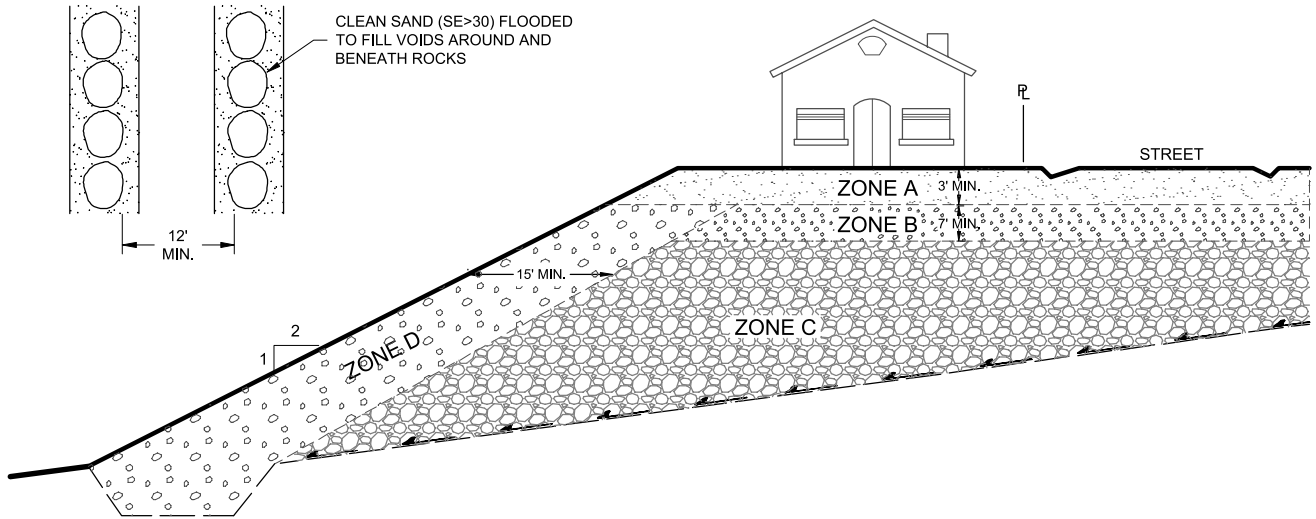 CLEAN SAND (SE>30) FLOODED
TO FILL VOIDS AROUND AND
BENEATH ROCKS
12'
MIN.
PL
STREET
ZONE A 3' MIN.
ZONE B 7' MIN.
15' MIN.
ZONE C
2
1
ZONE D